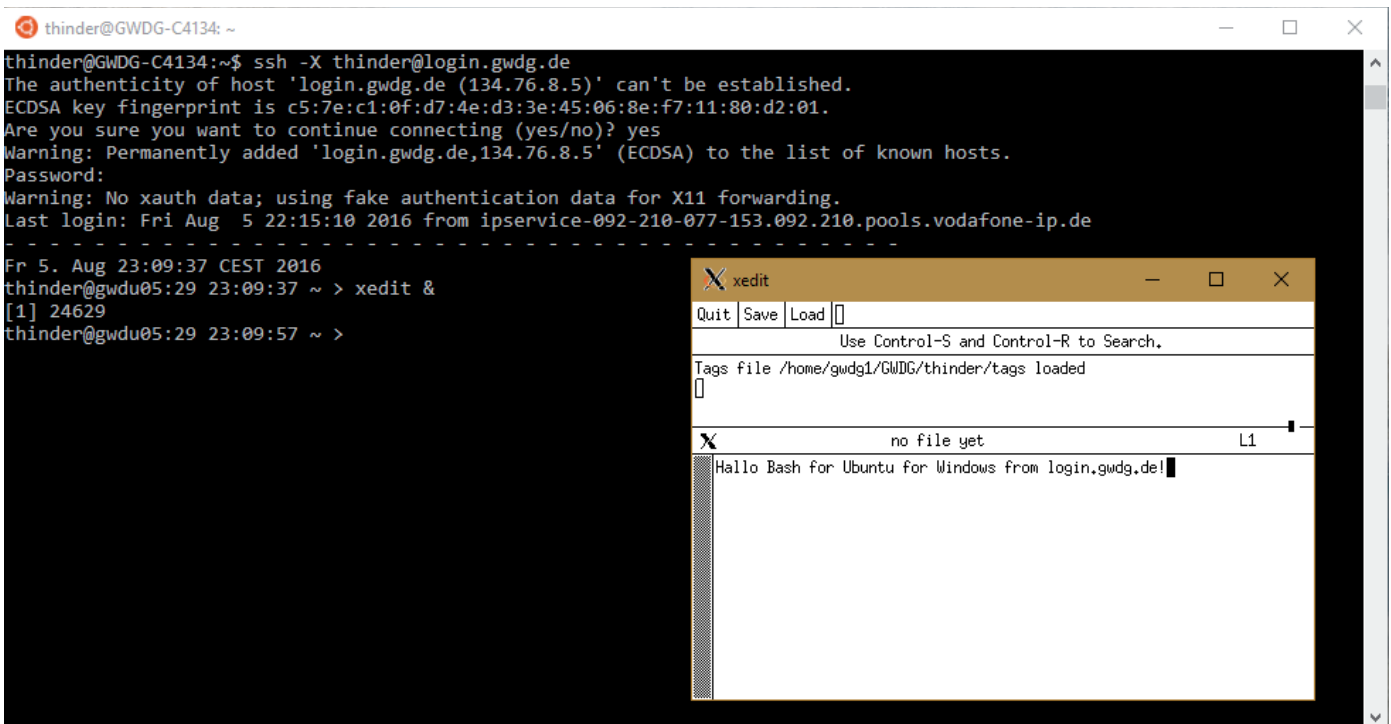 thinder@GWDG-C4134: ~
thinder@GWDG-C4134:~$ ssh -X thinder@login.gwdg.de
The authenticity of host 'login.gwdg.de (134.76.8.5)' can't be established.
ECDSA key fingerprint is c5:7e:c1:0f:d7:4e:d3:3e:45:06:8e:f7:11:80:d2:01.
Are you sure you want to continue connecting (yes/no)? yes
Warning: Permanently added 'login.gwdg.de,134.76.8.5' (ECDSA) to the list of known hosts.
Password:
Warning: No xauth data; using fake authentication data for X11 forwarding.
Last login: Fri Aug  5 22:15:10 2016 from ipservice-092-210-077-153.092.210.pools.vodafone-ip.de
- - - - - - - - - - - - - - - - - - - - - - - - - - - - - - - - - - - - - - - -
Fr 5. Aug 23:09:37 CEST 2016
thinder@gwdu05:29 23:09:37 ~ > xedit &
[1] 24629
thinder@gwdu05:29 23:09:57 ~ >
xedit
Quit Save Load
Use Control-S and Control-R to Search.
Tags file /home/gwdg1/GWDG/thinder/tags loaded
no file yet L1
Hallo Bash for Ubuntu for Windows from login.gwdg.de!